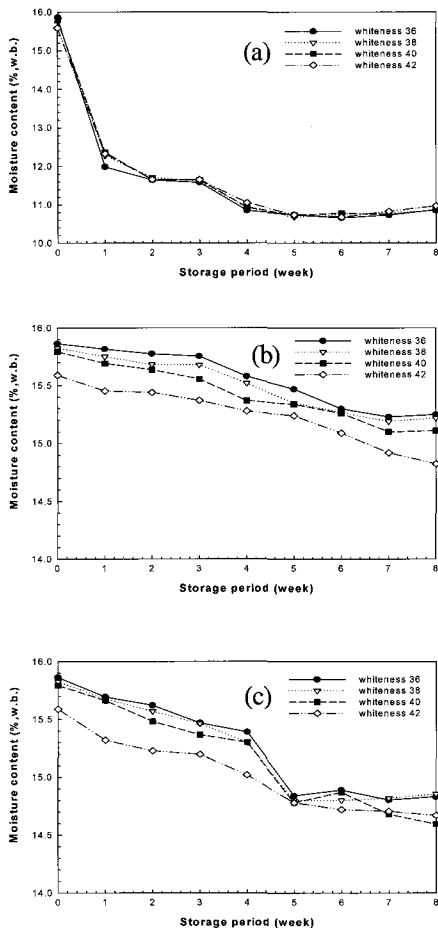 (a)
whiteness 36
whiteness 38
whiteness 40
whiteness 42
Moisture content (%,w.b.)
16.0
15.0
14.0
13.0
12.0
11.0
10.0
0 1 2 3 4 5 6 7 8
Storage period (week)
(b)
whiteness 36
whiteness 38
whiteness 40
whiteness 42
Moisture content (%,w.b.)
16.0
15.5
15.0
14.5
14.0
0 1 2 3 4 5 6 7 8
Storage period (week)
(c)
whiteness 36
whiteness 38
whiteness 40
whiteness 42
Moisture content (%,w.b.)
16.0
15.5
15.0
14.5
14.0
0 1 2 3 4 5 6 7 8
Storage period (week)